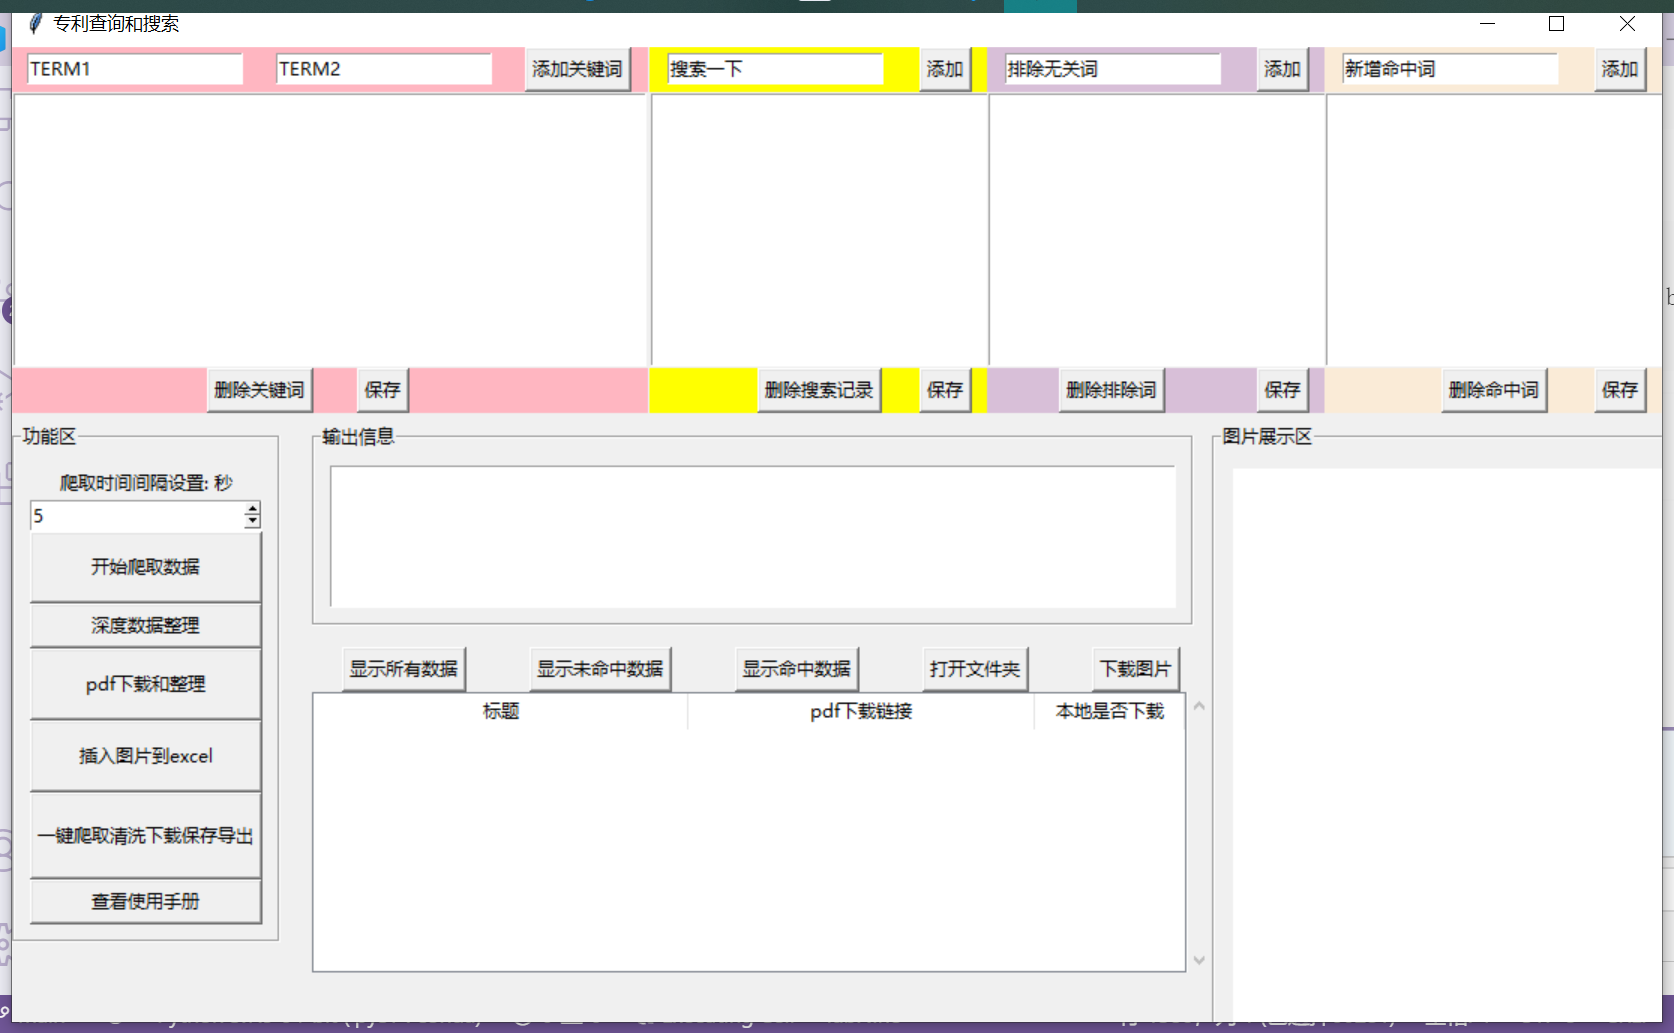 专利查询和搜索
TERM1 TERM2 添加关键词 搜索一下 添加 排除无关词 添加 新增命中词 添加
删除关键词 保存 删除搜索记录 保存 删除排除词 保存 删除命中词 保存
功能区
爬取时间间隔设置: 秒
5
开始爬取数据
深度数据整理
pdf下载和整理
插入图片到excel
一键爬取清洗下载保存导出
查看使用手册
输出信息
显示所有数据 显示未命中数据 显示命中数据 打开文件夹 下载图片
标题 pdf下载链接 本地是否下载
图片展示区